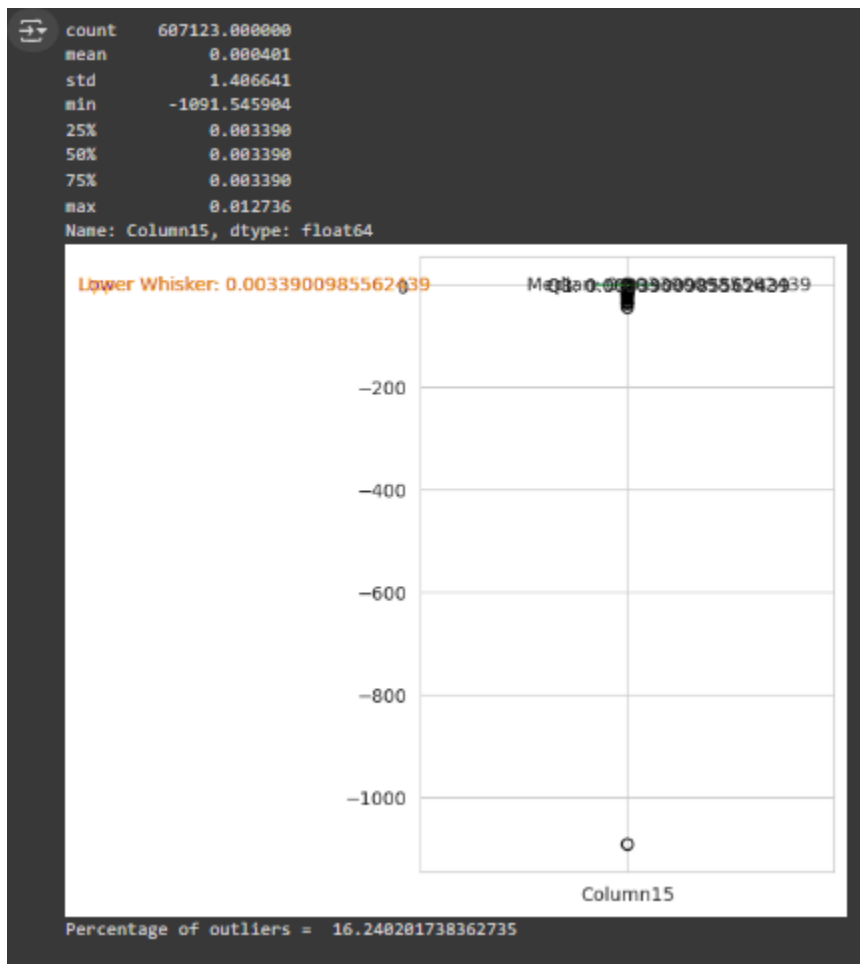 count 607123.000000
mean 0.000401
std 1.406641
min -1091.545904
25% 0.003390
50% 0.003390
75% 0.003390
max 0.012736
Name: Column15, dtype: float64
Lower Whisker: 0.0033900985562439
0
−200
−400
−600
−800
−1000
Column15
Percentage of outliers = 16.240201738362735